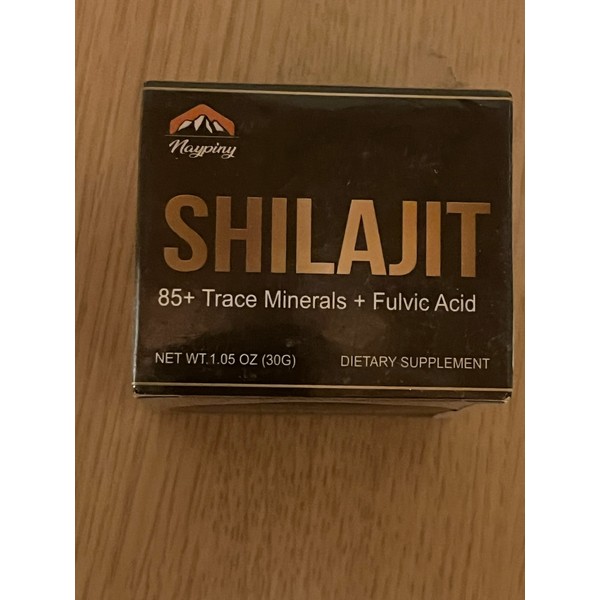 Naypiny
SHILAJIT
85+ Trace Minerals + Fulvic Acid
NET WT.1.05 OZ (30G)
DIETARY SUPPLEMENT